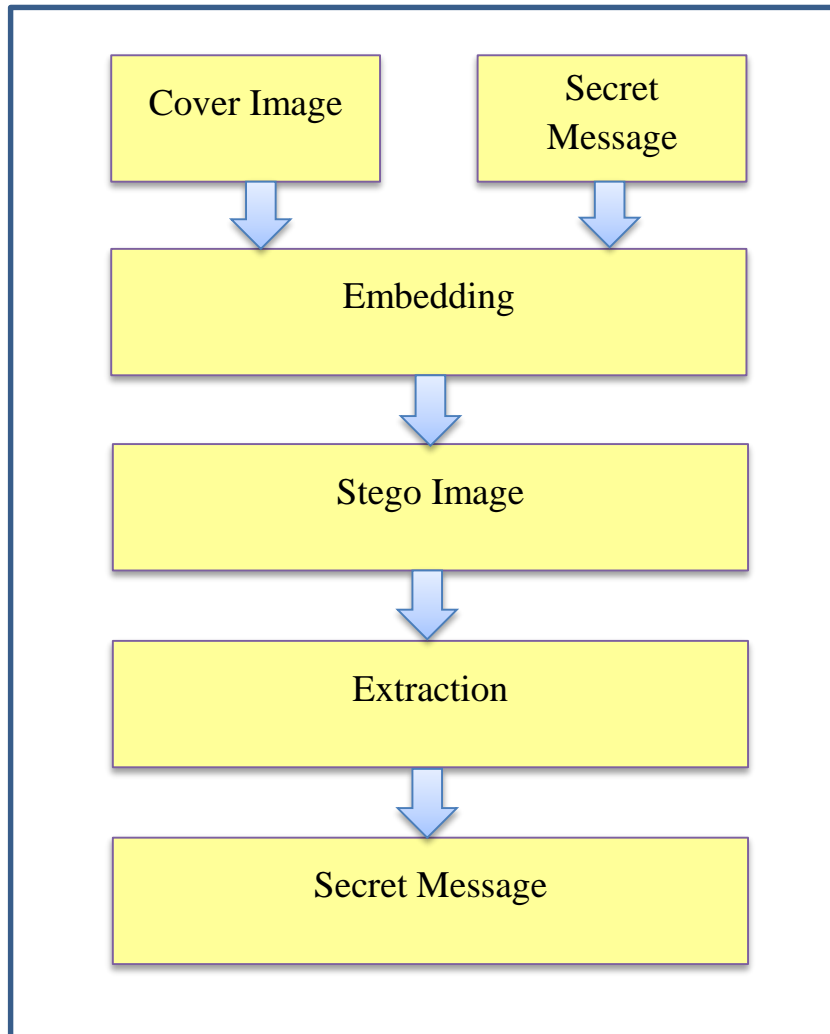 Cover Image
Secret
Message
Embedding
Stego Image
Extraction
Secret Message